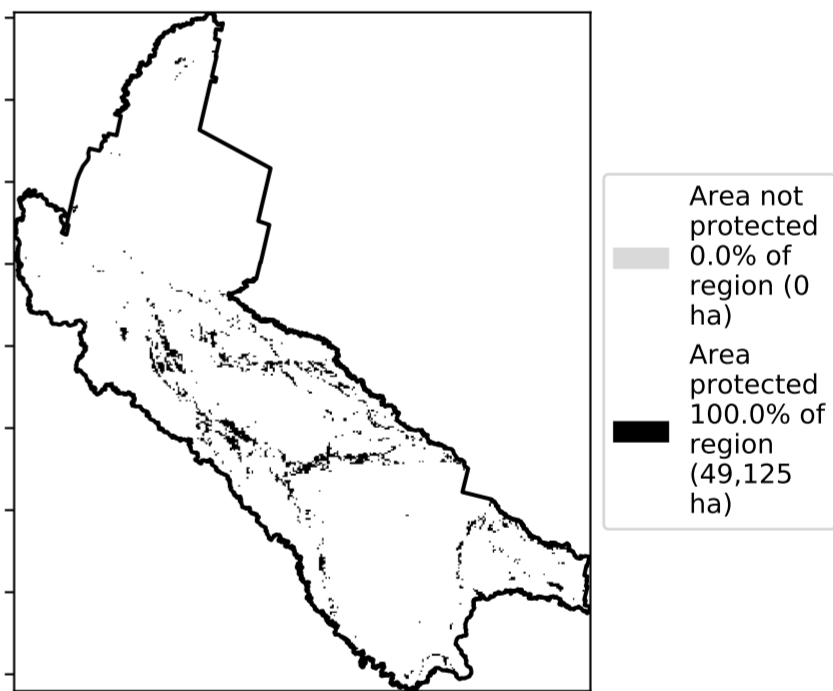 Area not
protected
0.0% of
region (0
ha)
Area
protected
100.0% of
region
(49,125
ha)